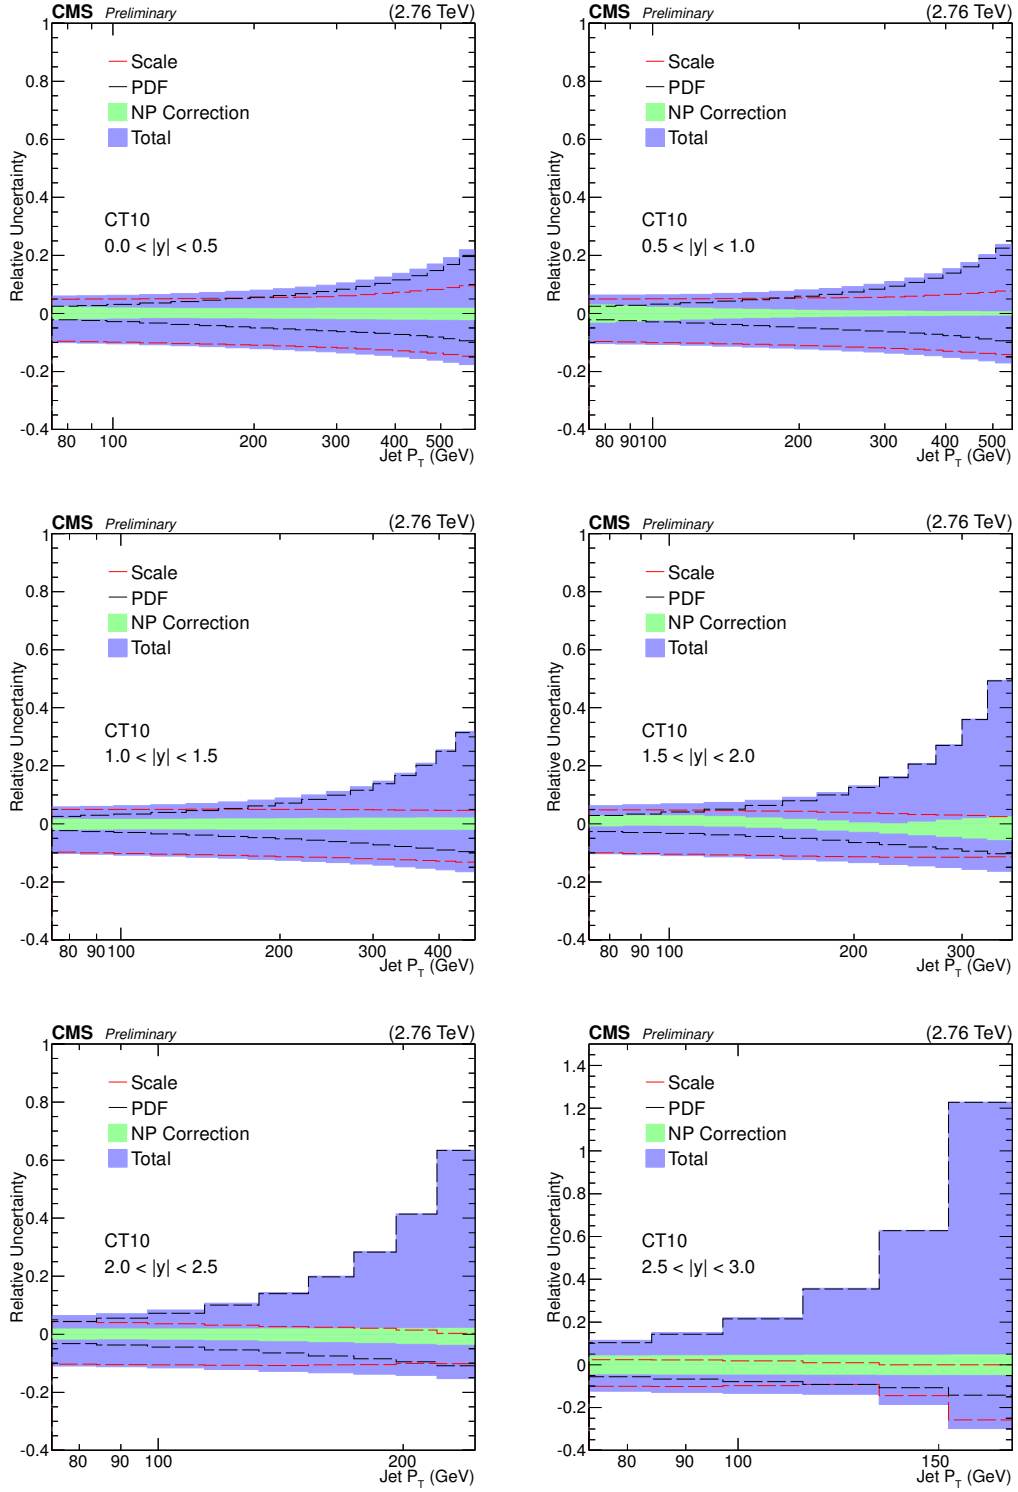 CMS Preliminary (2.76 TeV)
Relative Uncertainty
1
0.8
0.6
0.4
0.2
0
-0.2
-0.4
Scale
PDF
NP Correction
Total
CT10
0.0 < |y| < 0.5
80 100 200 300 400 500
Jet P_T (GeV)
CMS Preliminary (2.76 TeV)
Relative Uncertainty
1
0.8
0.6
0.4
0.2
0
-0.2
-0.4
Scale
PDF
NP Correction
Total
CT10
0.5 < |y| < 1.0
80 90 100 200 300 400 500
Jet P_T (GeV)
CMS Preliminary (2.76 TeV)
Relative Uncertainty
1
0.8
0.6
0.4
0.2
0
-0.2
-0.4
Scale
PDF
NP Correction
Total
CT10
1.0 < |y| < 1.5
80 90 100 200 300 400
Jet P_T (GeV)
CMS Preliminary (2.76 TeV)
Relative Uncertainty
1
0.8
0.6
0.4
0.2
0
-0.2
-0.4
Scale
PDF
NP Correction
Total
CT10
1.5 < |y| < 2.0
80 90 100 200 300
Jet P_T (GeV)
CMS Preliminary (2.76 TeV)
Relative Uncertainty
1
0.8
0.6
0.4
0.2
0
-0.2
-0.4
Scale
PDF
NP Correction
Total
CT10
2.0 < |y| < 2.5
80 90 100 200
Jet P_T (GeV)
CMS Preliminary (2.76 TeV)
Relative Uncertainty
1.4
1.2
1
0.8
0.6
0.4
0.2
0
-0.2
-0.4
Scale
PDF
NP Correction
Total
CT10
2.5 < |y| < 3.0
80 90 100 150
Jet P_T (GeV)